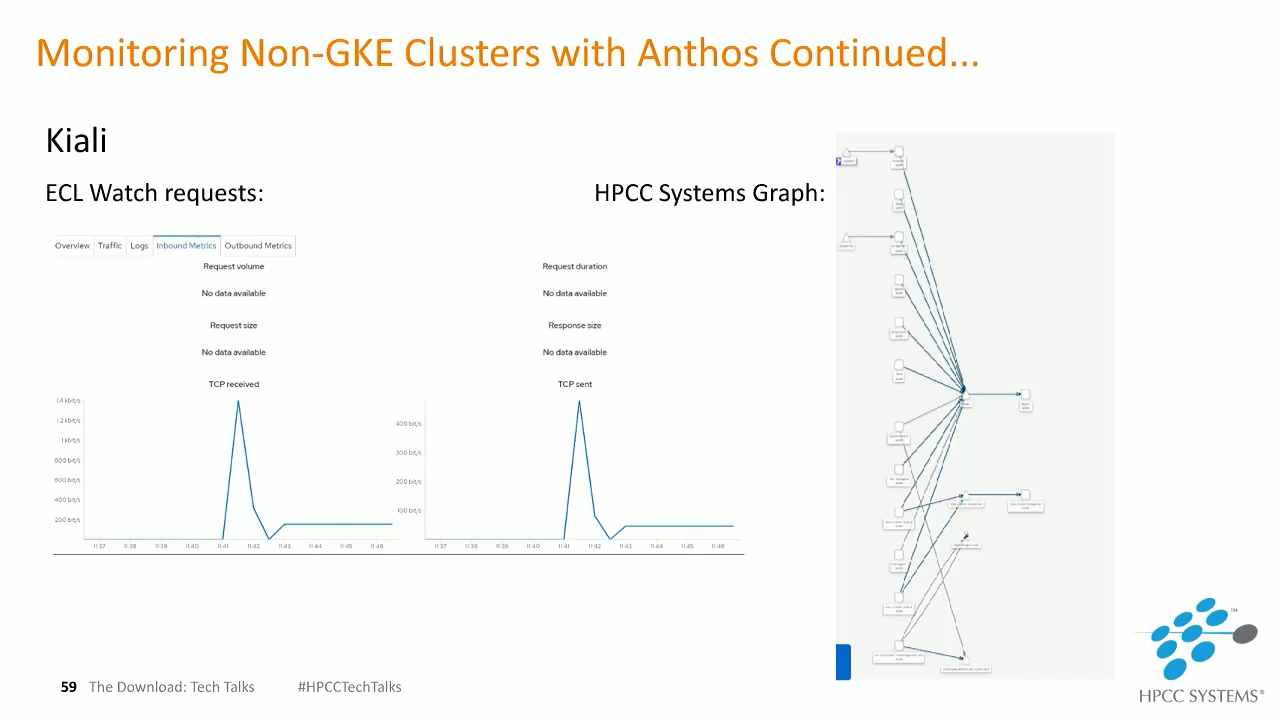 Monitoring Non-GKE Clusters with Anthos Continued...
Kiali
ECL Watch requests:
HPCC Systems Graph:
Overview Traffic Logs Inbound Metrics Outbound Metrics
Request volume
No data available
Request duration
No data available
Request size
No data available
Response size
No data available
TCP received
1.4 kbit/s
1.2 kbit/s
1 kbit/s
800 bit/s
600 bit/s
400 bit/s
200 bit/s
11:37 11:38 11:39 11:40 11:41 11:42 11:43 11:44 11:45 11:46
TCP sent
400 bit/s
300 bit/s
200 bit/s
100 bit/s
11:37 11:38 11:39 11:40 11:41 11:42 11:43 11:44 11:45 11:46
59 The Download: Tech Talks #HPCCTechTalks
TM
HPCC SYSTEMS®